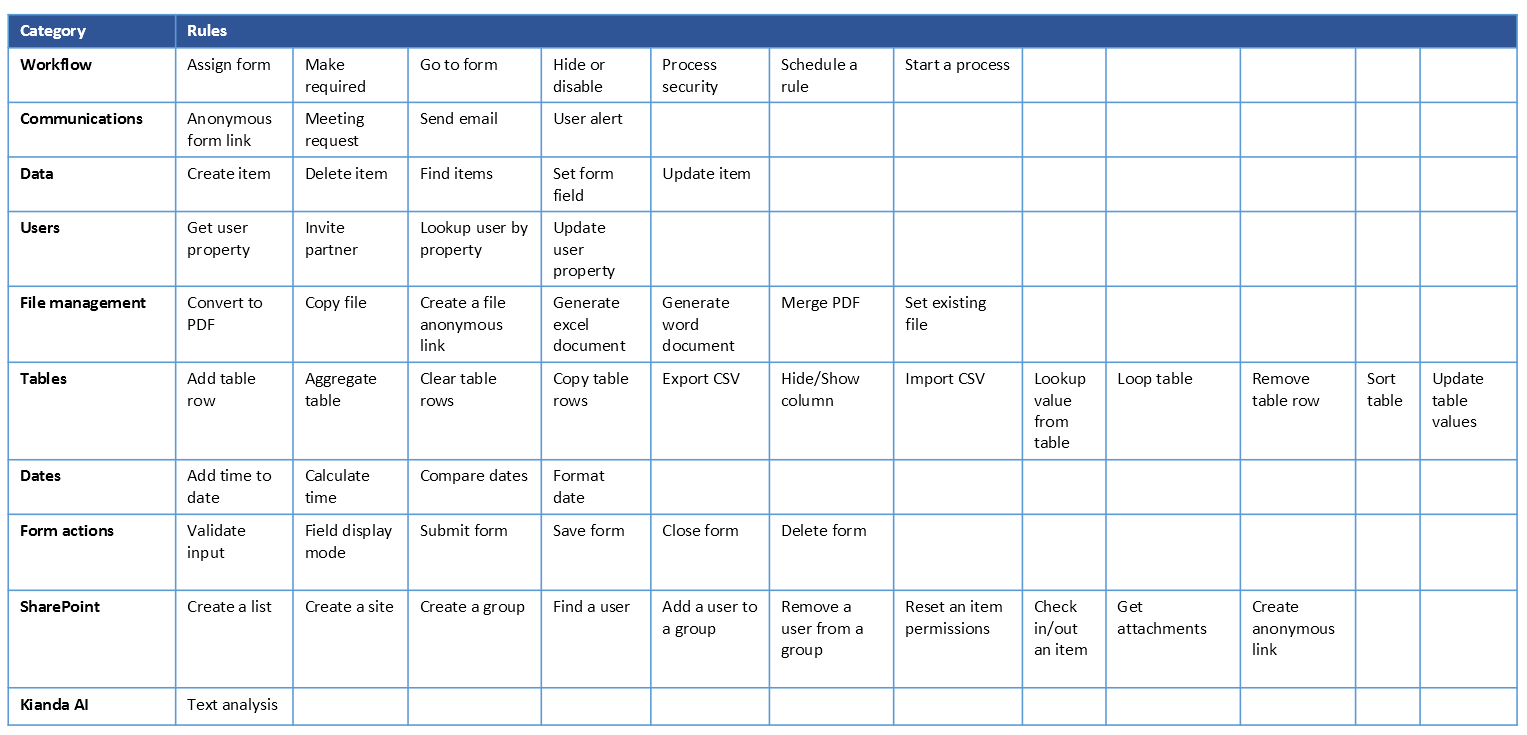 Category Rules
Workflow Assign form Make Go to form Hide or Process Schedule a Start a process
required disable security rule
Communications Anonymous Meeting Send email User alert
form link request
Data Create item Delete item Find items Set form Update item
field
Users Get user Invite Lookup user by Update
property partner property user
property
File management Convert to Copy file Create a file Generate Generate Merge PDF Set existing
PDF anonymous excel word file
link document document
Tables Add table Aggregate Clear table Copy table Export CSV Hide/Show Import CSV Lookup Loop table Remove Sort Update
row table rows rows column value table row table table
from values
table
Dates Add time to Calculate Compare dates Format
date time date
Form actions Validate Field display Submit form Save form Close form Delete form
input mode
SharePoint Create a list Create a site Create a group Find a user Add a user to Remove a Reset an item Check Get Create
a group user from a permissions in/out attachments anonymous
group an item link
Kianda AI Text analysis